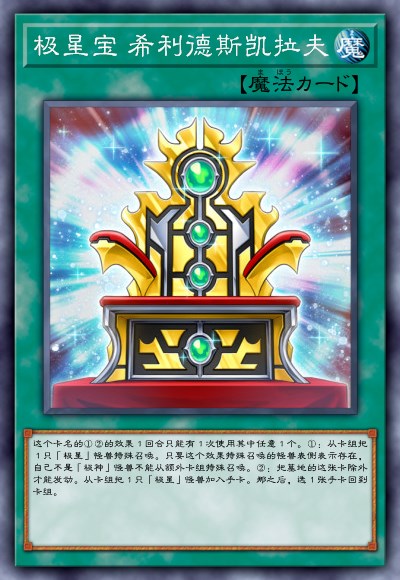 极星宝 希利德斯凯拉夫 魔
【魔法カード】
这个卡名的①②的效果1回合只能有1次使用其中任意1个。①：从卡组把
1只「极星」怪兽特殊召唤。只要这个效果特殊召唤的怪兽表侧表示存在，
自己不是「极神」怪兽不能从额外卡组特殊召唤。②：把墓地的这张卡除外
才能发动。从卡组把1只「极星」怪兽加入手卡。那之后，选1张手卡回到
卡组。